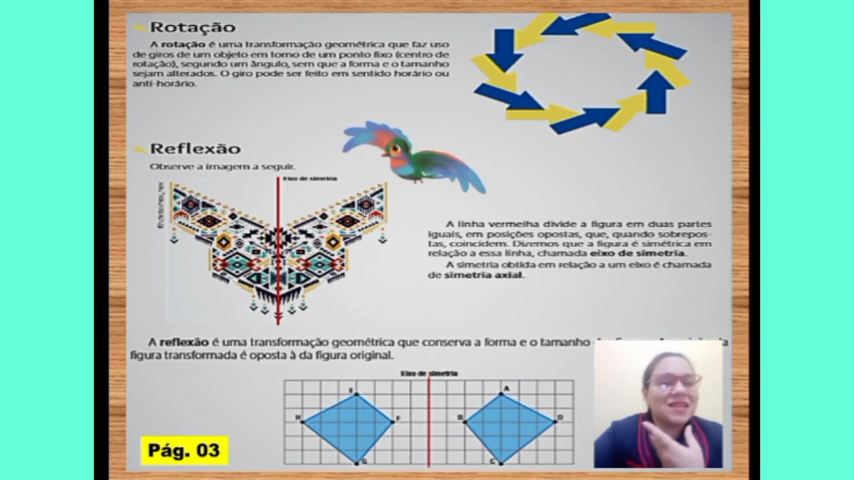 Rotação
A rotação é uma transformação geométrica que faz uso
de giros de um objeto em torno de um ponto fixo (centro de
rotação), segundo um ângulo, sem que a forma e o tamanho
sejam alterados. O giro pode ser feito em sentido horário ou
anti-horário.
Reflexão
Observe a imagem a seguir.
Eixo de simetria
A linha vermelha divide a figura em duas partes
iguais, em posições opostas, que, quando sobrepos-
tas, coincidem. Dizemos que a figura é simétrica em
relação a essa linha, chamada eixo de simetria.
A simetria obtida em relação a um eixo é chamada
de simetria axial.
A reflexão é uma transformação geométrica que conserva a forma e o tamanho
figura transformada é oposta à da figura original.
Eixo de simetria
E A
H F B D
G C
Pág. 03